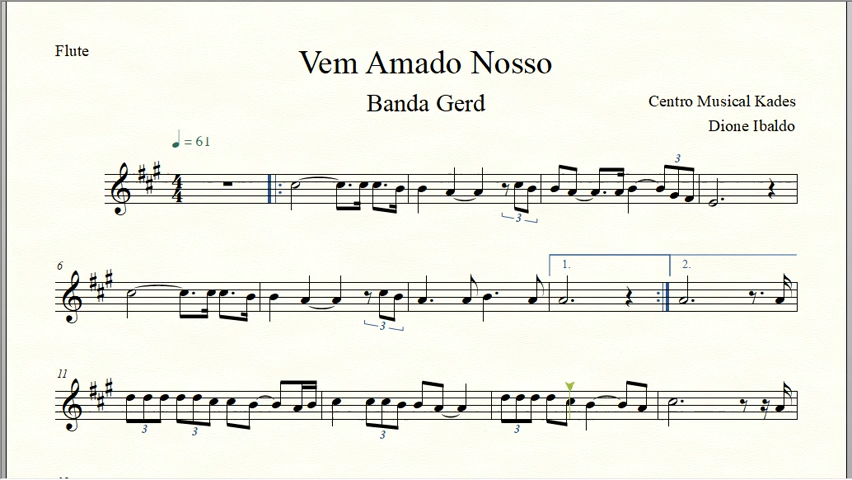 Flute
Vem Amado Nosso
Banda Gerd
Centro Musical Kades
Dione Ibaldo
= 61
4
4
3
3
6
3
1.
2.
11
3
3
3
3